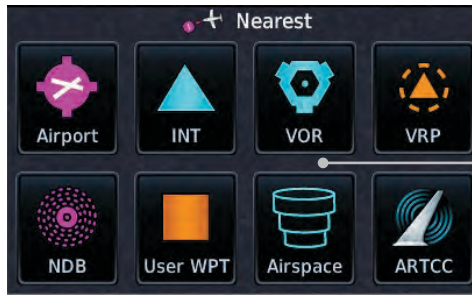 Nearest
Airport INT VOR VRP
NDB User WPT Airspace ARTCC